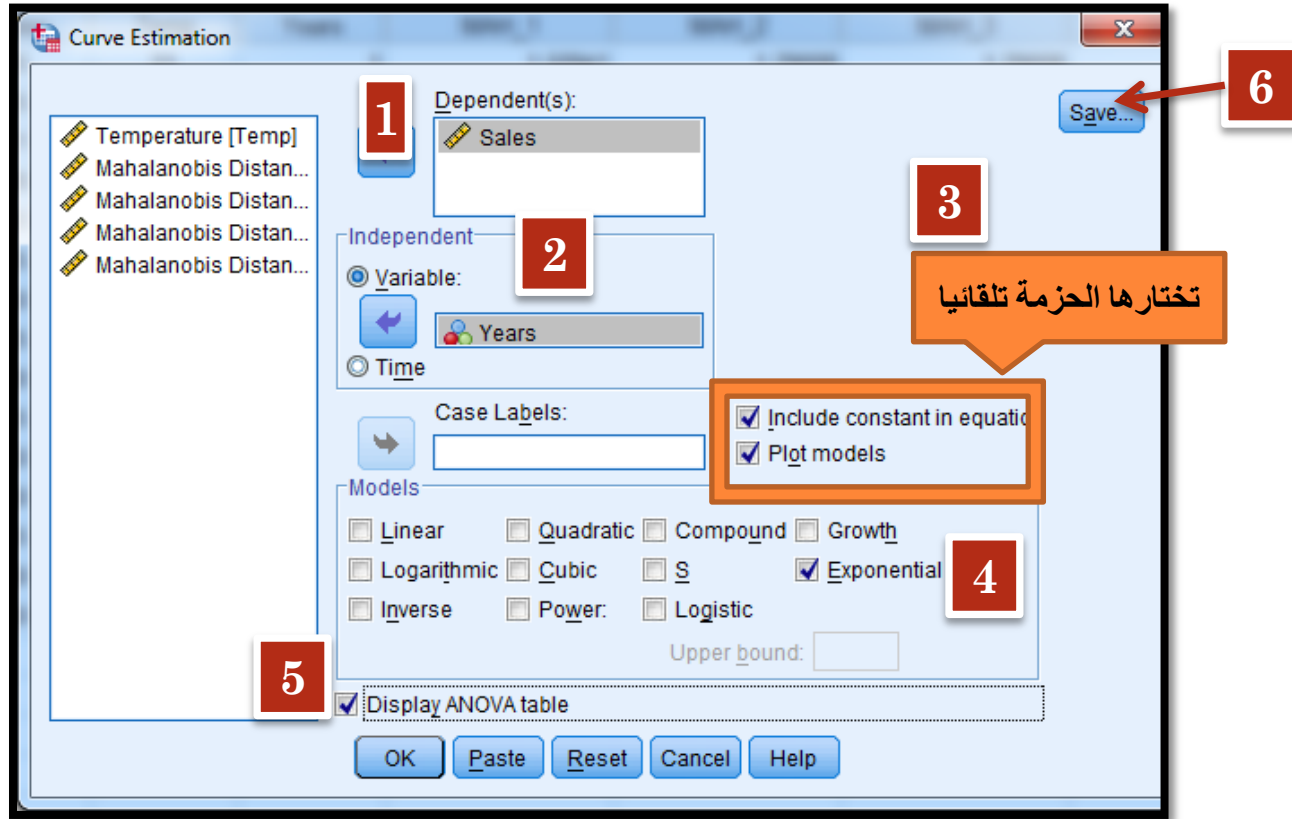 Curve Estimation
6
1
Dependent(s):
Save...
Temperature [Temp]
Sales
Mahalanobis Distan...
Mahalanobis Distan...
Mahalanobis Distan...
Mahalanobis Distan...
3
Independent
2
Variable:
تختارها الحزمة تلقائيا
Years
Time
Case Labels:
Include constant in equatio
Plot models
Models
Linear Quadratic Compound Growth
Logarithmic Cubic S Exponential
4
Inverse Power: Logistic
Upper bound:
5
Display ANOVA table
OK Paste Reset Cancel Help